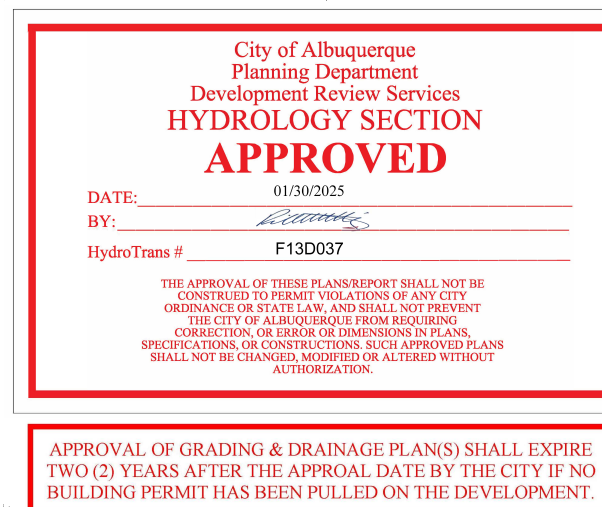 City of Albuquerque
Planning Department
Development Review Services
HYDROLOGY SECTION
APPROVED
DATE: 01/30/2025
BY:
HydroTrans # F13D037
THE APPROVAL OF THESE PLANS/REPORT SHALL NOT BE
CONSTRUED TO PERMIT VIOLATIONS OF ANY CITY
ORDINANCE OR STATE LAW, AND SHALL NOT PREVENT
THE CITY OF ALBUQUERQUE FROM REQUIRING
CORRECTION, OR ERROR OR DIMENSIONS IN PLANS,
SPECIFICATIONS, OR CONSTRUCTIONS. SUCH APPROVED PLANS
SHALL NOT BE CHANGED, MODIFIED OR ALTERED WITHOUT
AUTHORIZATION.
APPROVAL OF GRADING & DRAINAGE PLAN(S) SHALL EXPIRE
TWO (2) YEARS AFTER THE APPROAL DATE BY THE CITY IF NO
BUILDING PERMIT HAS BEEN PULLED ON THE DEVELOPMENT.